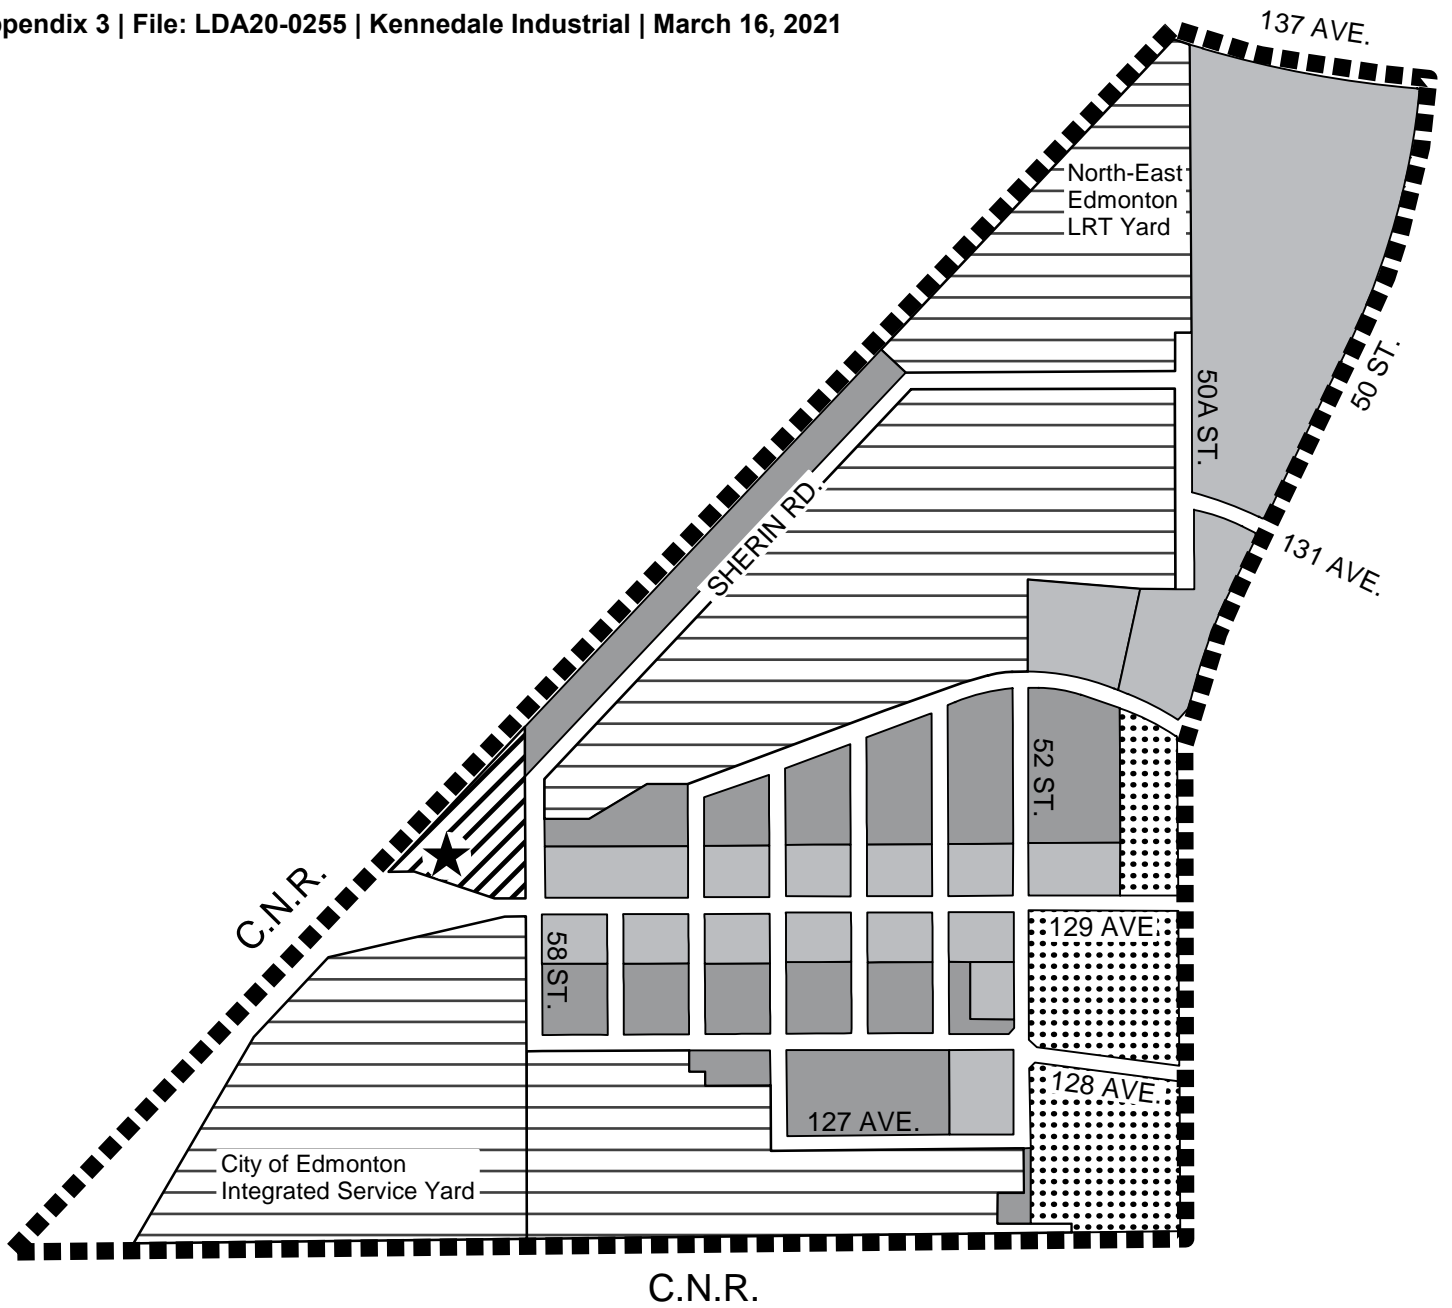 pendix 3 | File: LDA20-0255 | Kennedale Industrial | March 16, 2021
137 AVE.
North-East
Edmonton
LRT Yard
50 ST.
50A ST.
SHERIN RD.
131 AVE.
52 ST.
C.N.R.
129 AVE.
58 ST.
128 AVE.
127 AVE.
City of Edmonton
Integrated Service Yard
C.N.R.